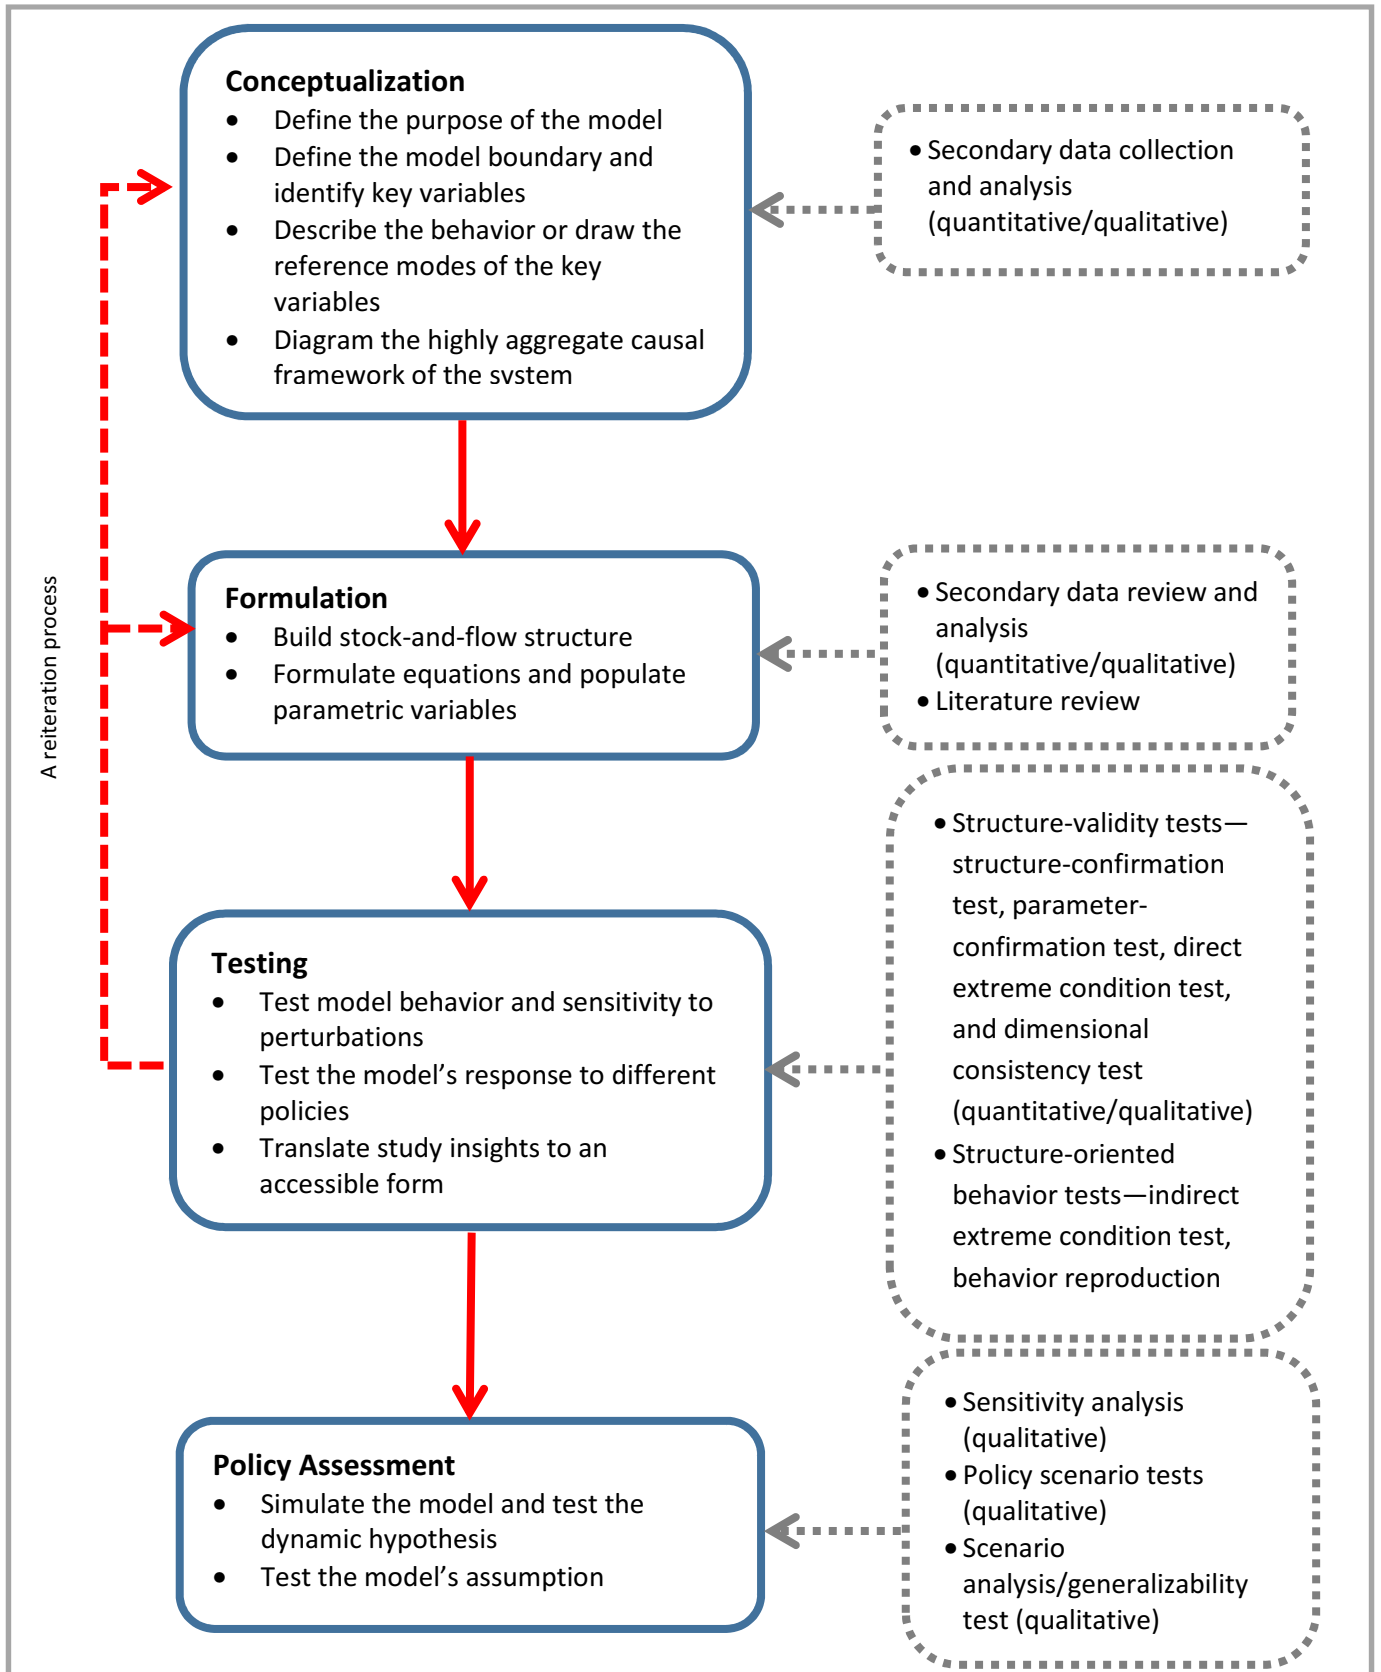 Conceptualization
• Define the purpose of the model
• Define the model boundary and
identify key variables
• Describe the behavior or draw the
reference modes of the key
variables
• Diagram the highly aggregate causal
framework of the system
• Secondary data collection
and analysis
(quantitative/qualitative)
A reiteration process
Formulation
• Build stock-and-flow structure
• Formulate equations and populate
parametric variables
• Secondary data review and
analysis
(quantitative/qualitative)
• Literature review
Testing
• Test model behavior and sensitivity to
perturbations
• Test the model’s response to different
policies
• Translate study insights to an
accessible form
• Structure-validity tests—
structure-confirmation
test, parameter-
confirmation test, direct
extreme condition test,
and dimensional
consistency test
(quantitative/qualitative)
• Structure-oriented
behavior tests—indirect
extreme condition test,
behavior reproduction
Policy Assessment
• Simulate the model and test the
dynamic hypothesis
• Test the model’s assumption
• Sensitivity analysis
(qualitative)
• Policy scenario tests
(qualitative)
• Scenario
analysis/generalizability
test (qualitative)